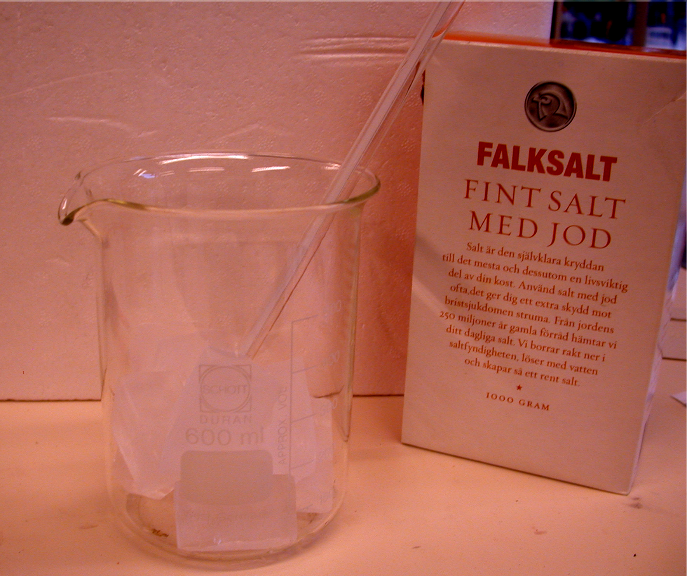 FALKSALT
FINT SALT
MED JOD
Salt är den självklara kryddan
till det mesta och dessutom en livsviktig
del av din kost. Använd salt med jod
ofta, det ger dig ett extra skydd mot
bristsjukdomen struma. Från jordens
250 miljoner år gamla förråd hämtar vi
ditt dagliga salt. Vi borrar rakt ner i
saltfyndigheten, löser med vatten
och skapar så ett rent salt.
1000 GRAM
SCHOTT
DURAN
600 ml
APPROX. VOL.